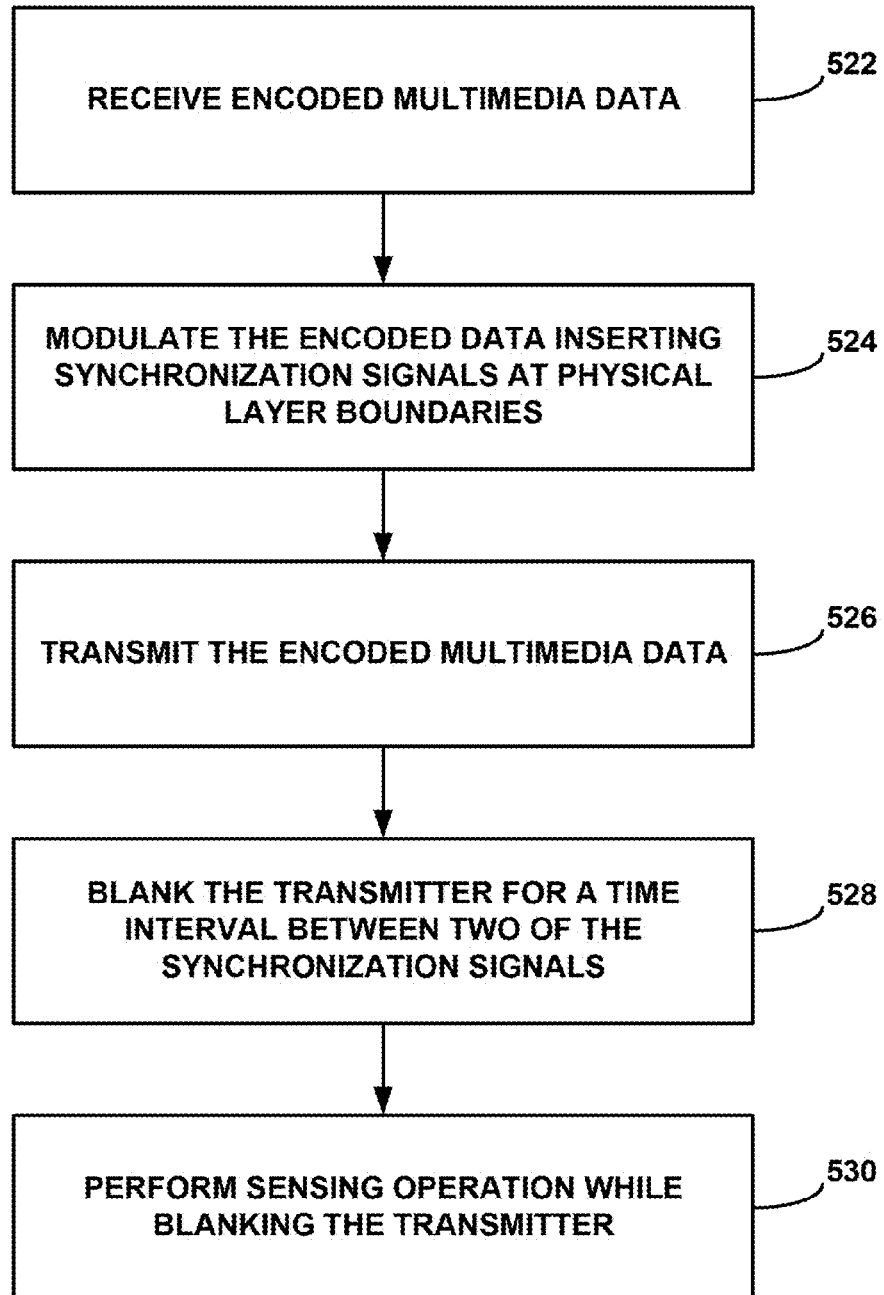 RECEIVE ENCODED MULTIMEDIA DATA
522
MODULATE THE ENCODED DATA INSERTING
SYNCHRONIZATION SIGNALS AT PHYSICAL
LAYER BOUNDARIES
524
TRANSMIT THE ENCODED MULTIMEDIA DATA
526
BLANK THE TRANSMITTER FOR A TIME
INTERVAL BETWEEN TWO OF THE
SYNCHRONIZATION SIGNALS
528
PERFORM SENSING OPERATION WHILE
BLANKING THE TRANSMITTER
530